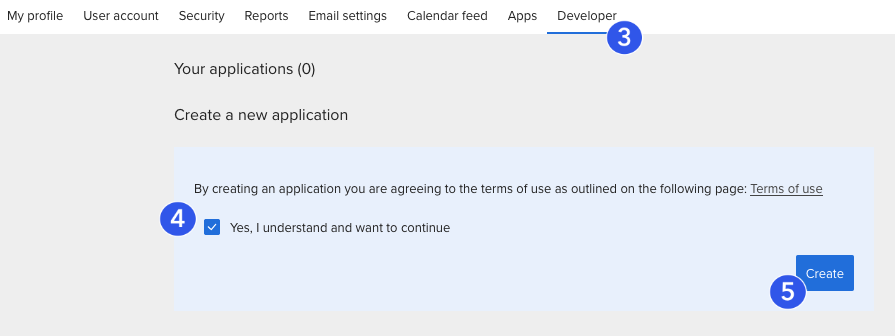 My profile User account Security Reports Email settings Calendar feed Apps Developer
3
Your applications (0)
Create a new application
By creating an application you are agreeing to the terms of use as outlined on the following page: Terms of use
4
Yes, I understand and want to continue
Create
5